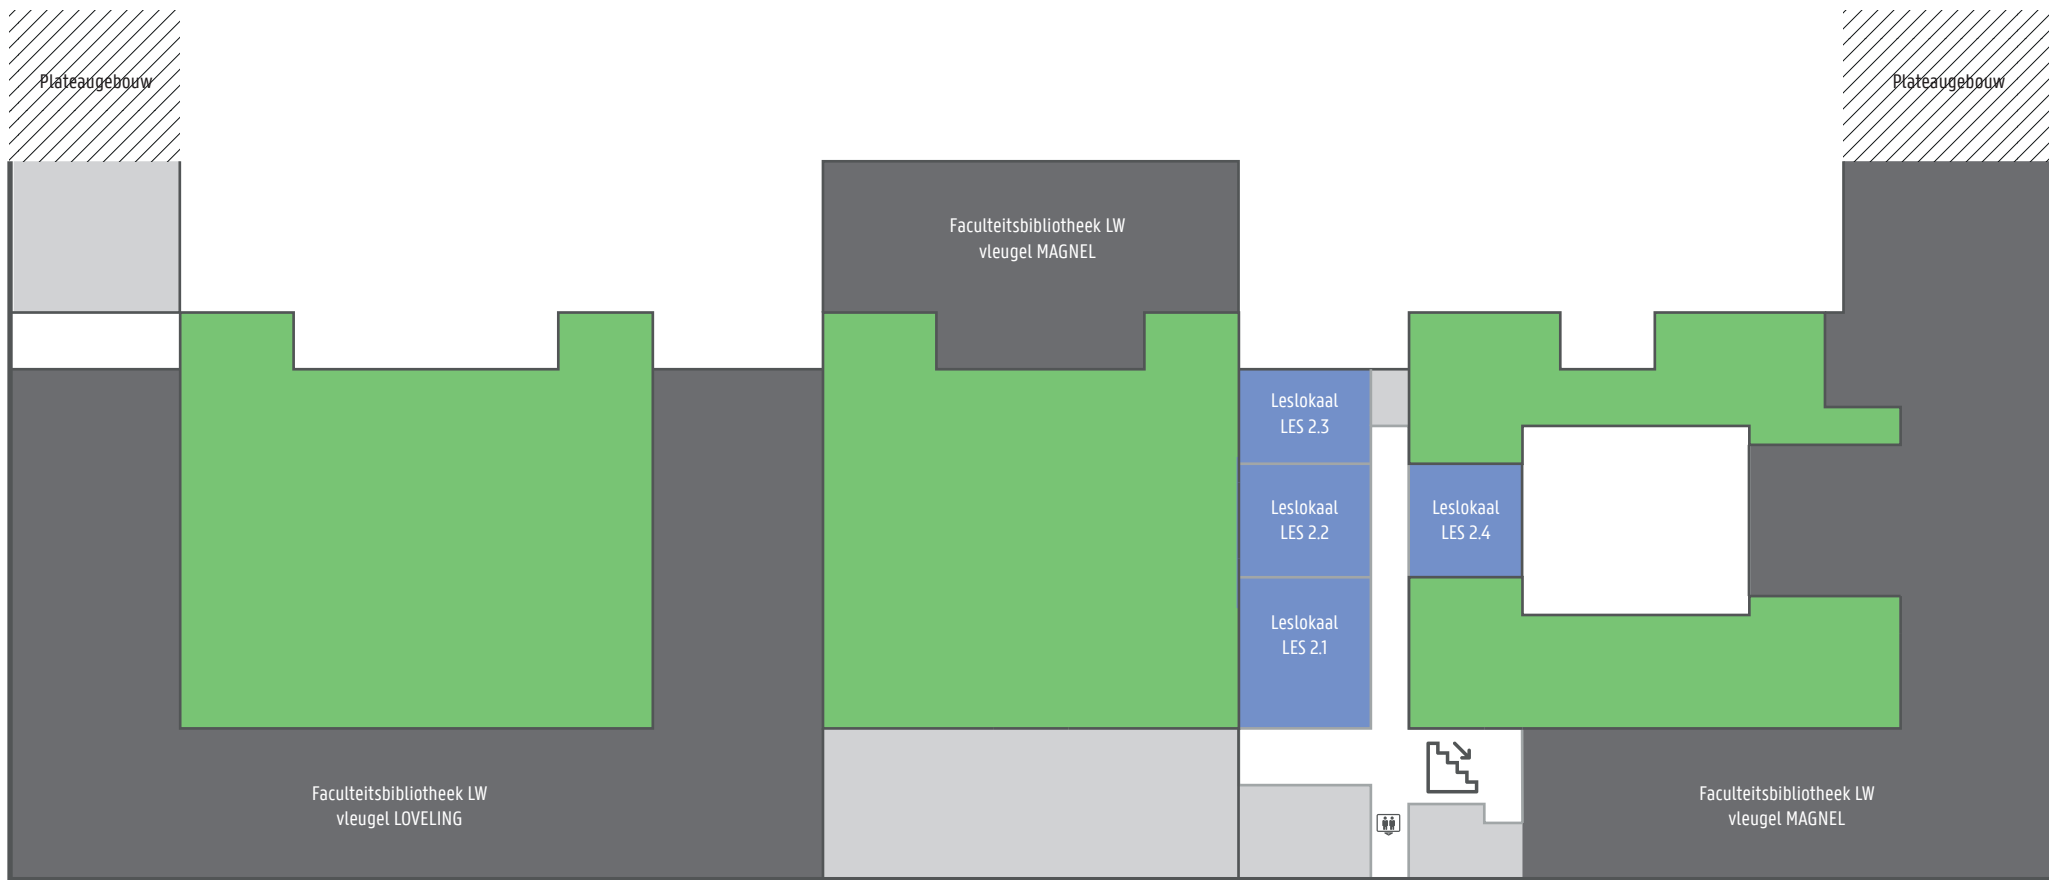 Plateaugebouw
Plateaugebouw
Faculteitsbibliotheek LW
vleugel MAGNEL
Leslokaal
LES 2.3
Leslokaal
LES 2.2
Leslokaal
LES 2.4
Leslokaal
LES 2.1
Faculteitsbibliotheek LW
vleugel LOVELING
Faculteitsbibliotheek LW
vleugel MAGNEL